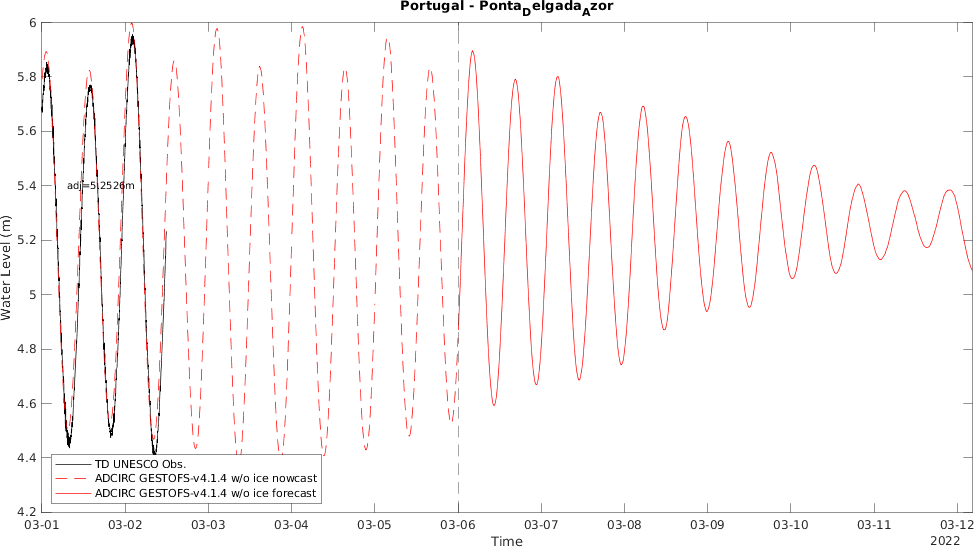 Portugal - PontaDelgadaAzor
6
5.8
5.6
5.4
5.2
5
4.8
4.6
4.4
4.2
Water Level (m)
adj=5.2526m
TD UNESCO Obs.
ADCIRC GESTOFS-v4.1.4 w/o ice nowcast
ADCIRC GESTOFS-v4.1.4 w/o ice forecast
03-01 03-02 03-03 03-04 03-05 03-06 03-07 03-08 03-09 03-10 03-11 03-12
Time
2022